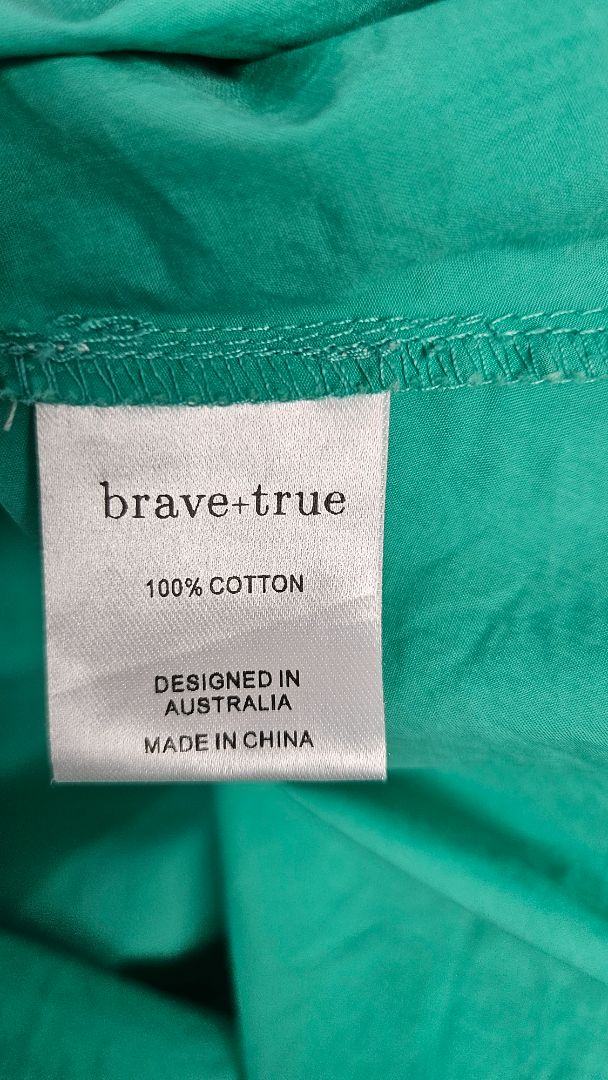 brave+true
100% COTTON
DESIGNED IN
AUSTRALIA
MADE IN CHINA